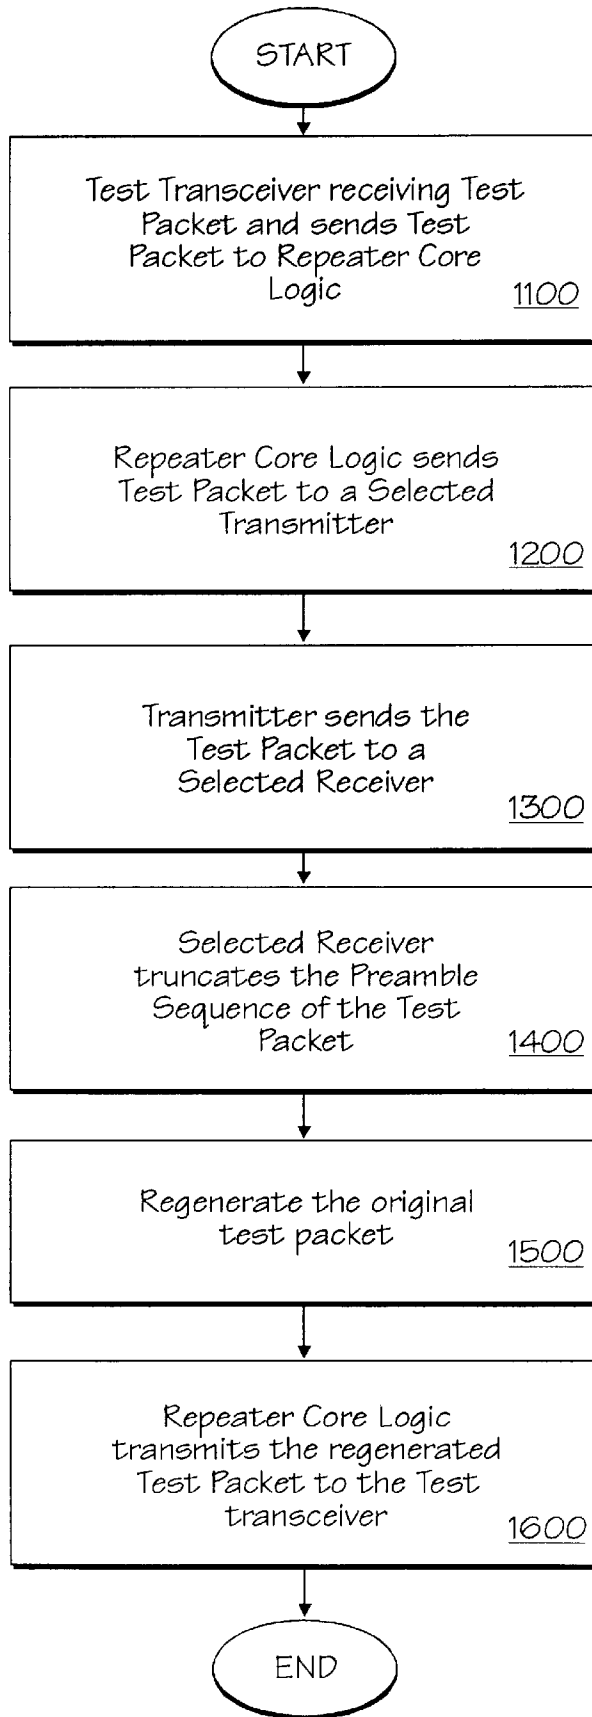 START
Test Transceiver receiving Test
Packet and sends Test
Packet to Repeater Core
Logic
1100
Repeater Core Logic sends
Test Packet to a Selected
Transmitter
1200
Transmitter sends the
Test Packet to a
Selected Receiver
1300
Selected Receiver
truncates the Preamble
Sequence of the Test
Packet
1400
Regenerate the original
test packet
1500
Repeater Core Logic
transmits the regenerated
Test Packet to the Test
transceiver
1600
END